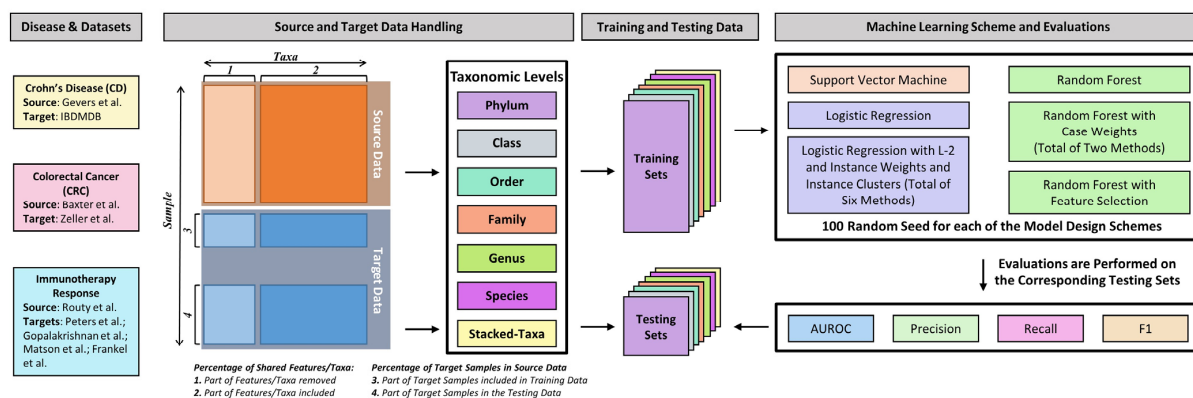 Disease & Datasets
Source and Target Data Handling
Training and Testing Data
Machine Learning Scheme and Evaluations
Crohn's Disease (CD)
Source: Gevers et al.
Target: IBDMDB
Colorectal Cancer
(CRC)
Source: Baxter et al.
Target: Zeller et al.
Immunotherapy
Response
Source: Routy et al.
Targets: Peters et al.;
Gopalakrishnan et al.;
Matson et al.; Frankel
et al.
Taxa
1
2
Sample
3
4
Source Data
Target Data
Percentage of Shared Features/Taxa:
1. Part of Features/Taxa removed
2. Part of Features/Taxa included
Percentage of Target Samples in Source Data
3. Part of Target Samples included in Training Data
4. Part of Target Samples in the Testing Data
Taxonomic Levels
Phylum
Class
Order
Family
Genus
Species
Stacked-Taxa
Training
Sets
Testing
Sets
Support Vector Machine
Logistic Regression
Logistic Regression with L-2
and Instance Weights and
Instance Clusters (Total of
Six Methods)
Random Forest
Random Forest with
Case Weights
(Total of Two Methods)
Random Forest with
Feature Selection
100 Random Seed for each of the Model Design Schemes
Evaluations are Performed on
the Corresponding Testing Sets
AUROC
Precision
Recall
F1